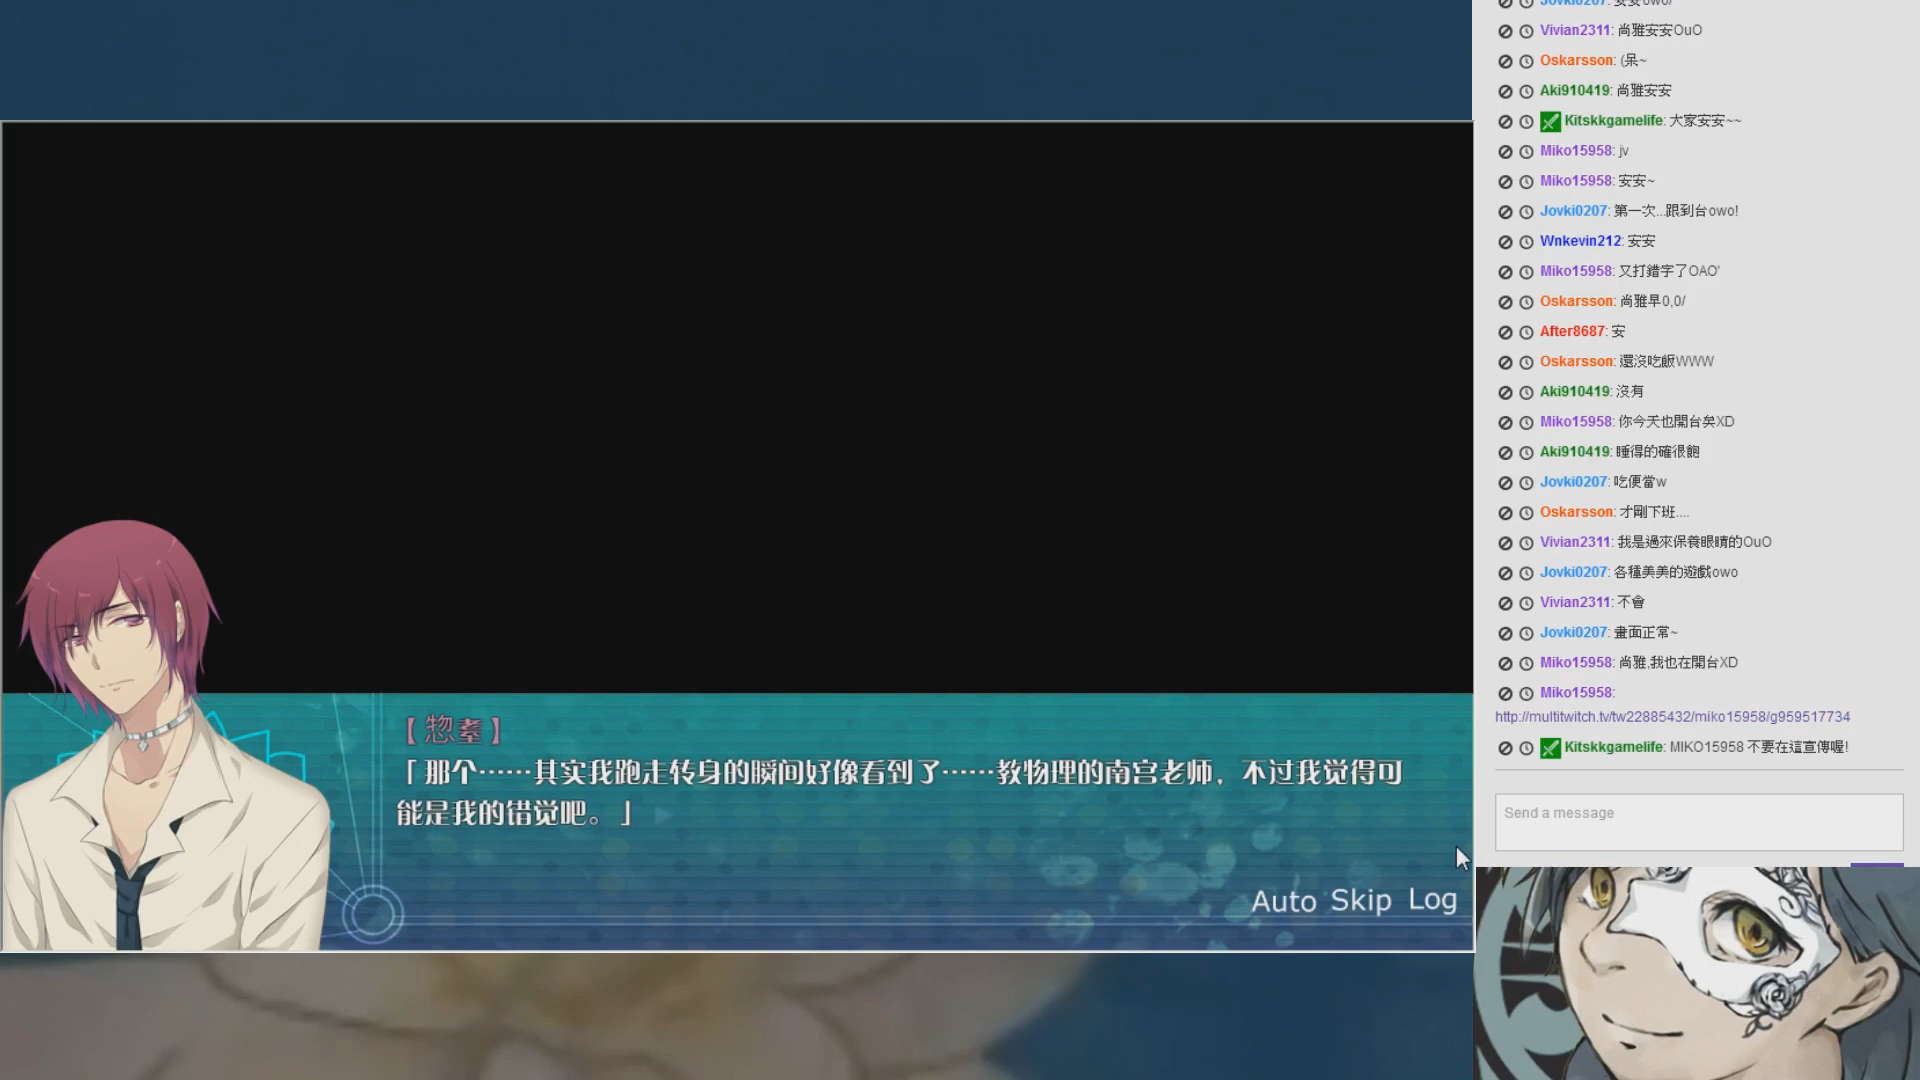 【惣耋】
「那个……其实我跑走转身的瞬间好像看到了……教物理的南宫老师，不过我觉得可
能是我的错觉吧。」
Auto Skip Log
Jovki0207: 安安owo/
Vivian2311: 尚雅安安OuO
Oskarsson: (呆~
Aki910419: 尚雅安安
Kitskkgamelife: 大家安安~~
Miko15958: jv
Miko15958: 安安~
Jovki0207: 第一次...跟到台owo!
Wnkevin212: 安安
Miko15958: 又打錯字了OAO"
Oskarsson: 尚雅早0,0/
After8687: 安
Oskarsson: 還沒吃飯WWW
Aki910419: 沒有
Miko15958: 你今天也開台矣XD
Aki910419: 睡得的確很飽
Jovki0207: 吃便當w
Oskarsson: 才剛下班....
Vivian2311: 我是過來保養眼睛的OuO
Jovki0207: 各種美美的遊戲owo
Vivian2311: 不會
Jovki0207: 畫面正常~
Miko15958: 尚雅,我也在開台XD
Miko15958:
http://multitwitch.tv/tw22885432/miko15958/g959517734
Kitskkgamelife: MIKO15958 不要在這宣傳喔!
Send a message